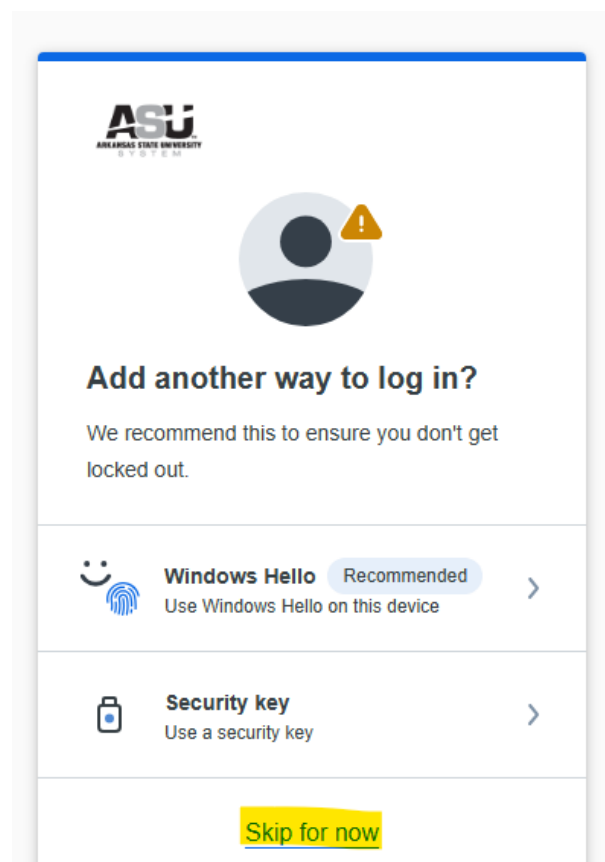 ASU
ARKANSAS STATE UNIVERSITY
SYSTEM
Add another way to log in?
We recommend this to ensure you don't get
locked out.
Windows Hello Recommended
Use Windows Hello on this device
Security key
Use a security key
Skip for now